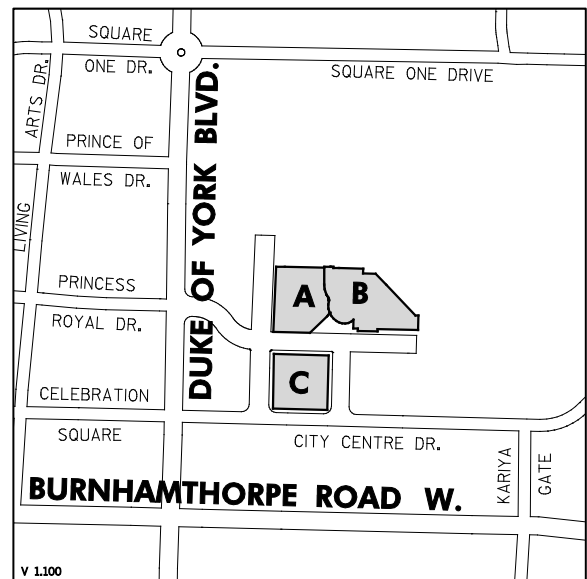 SQUARE
ONE DR.
SQUARE ONE DRIVE
LIVING ARTS DR.
DUKE OF YORK BLVD.
PRINCE OF
WALES DR.
PRINCESS
ROYAL DR.
A
B
C
CELEBRATION
SQUARE
CITY CENTRE DR.
KARIYA
GATE
BURNHAMTHORPE ROAD W.
V 1.100